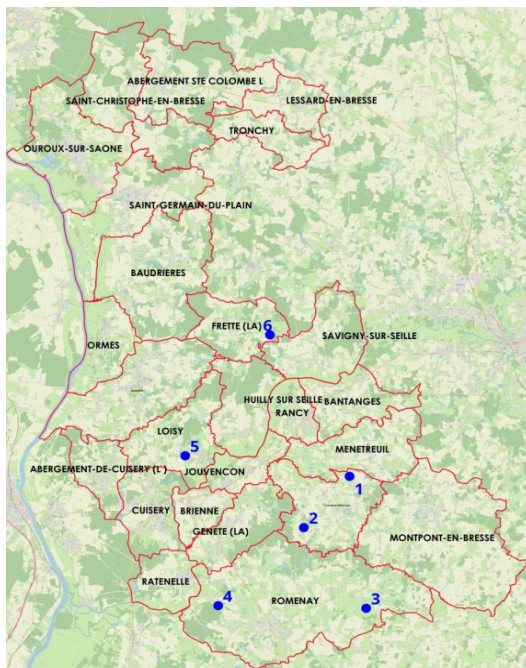 ABERGEMENT STE COLOMBE L
SAINT-CHRISTOPHE-EN-BRESSE
LESSARD-EN-BRESSE
TRONCHY
OUROUX-SUR-SAONE
SAINT-GERMAIN-DU-PLAIN
BAUDRIERES
FRETTE (LA)
6
SAVIGNY-SUR-SEILLE
ORMES
HUILLY SUR SEILLE
RANCY
BANTANGES
LOISY
5
MENETREUIL
ABERGEMENT-DE-CUISERY (L')
JOUVENCON
1
CUISERY
BRIENNE
2
GENETE (LA)
MONTPONT-EN-BRESSE
RATENELLE
4
ROMENAY
3